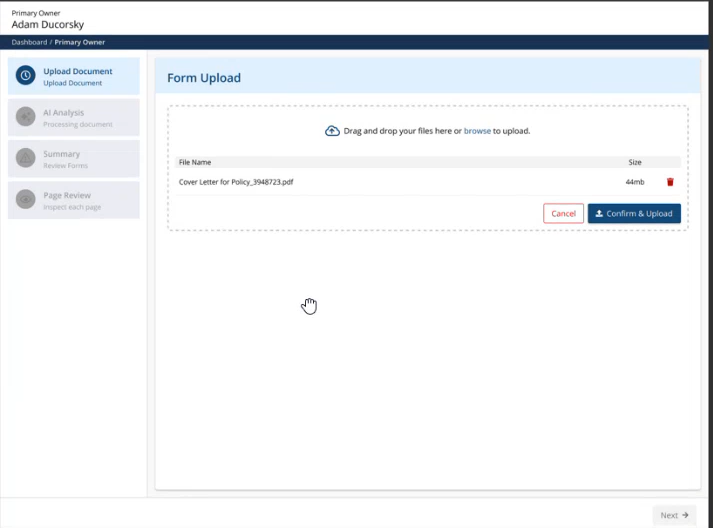 Primary Owner
Adam Ducorsky
Dashboard / Primary Owner
Upload Document
Upload Document
AI Analysis
Processing document
Summary
Review Forms
Page Review
Inspect each page
Form Upload
Drag and drop your files here or browse to upload.
File Name Size
Cover Letter for Policy_3948723.pdf 44mb
Cancel Confirm & Upload
Next